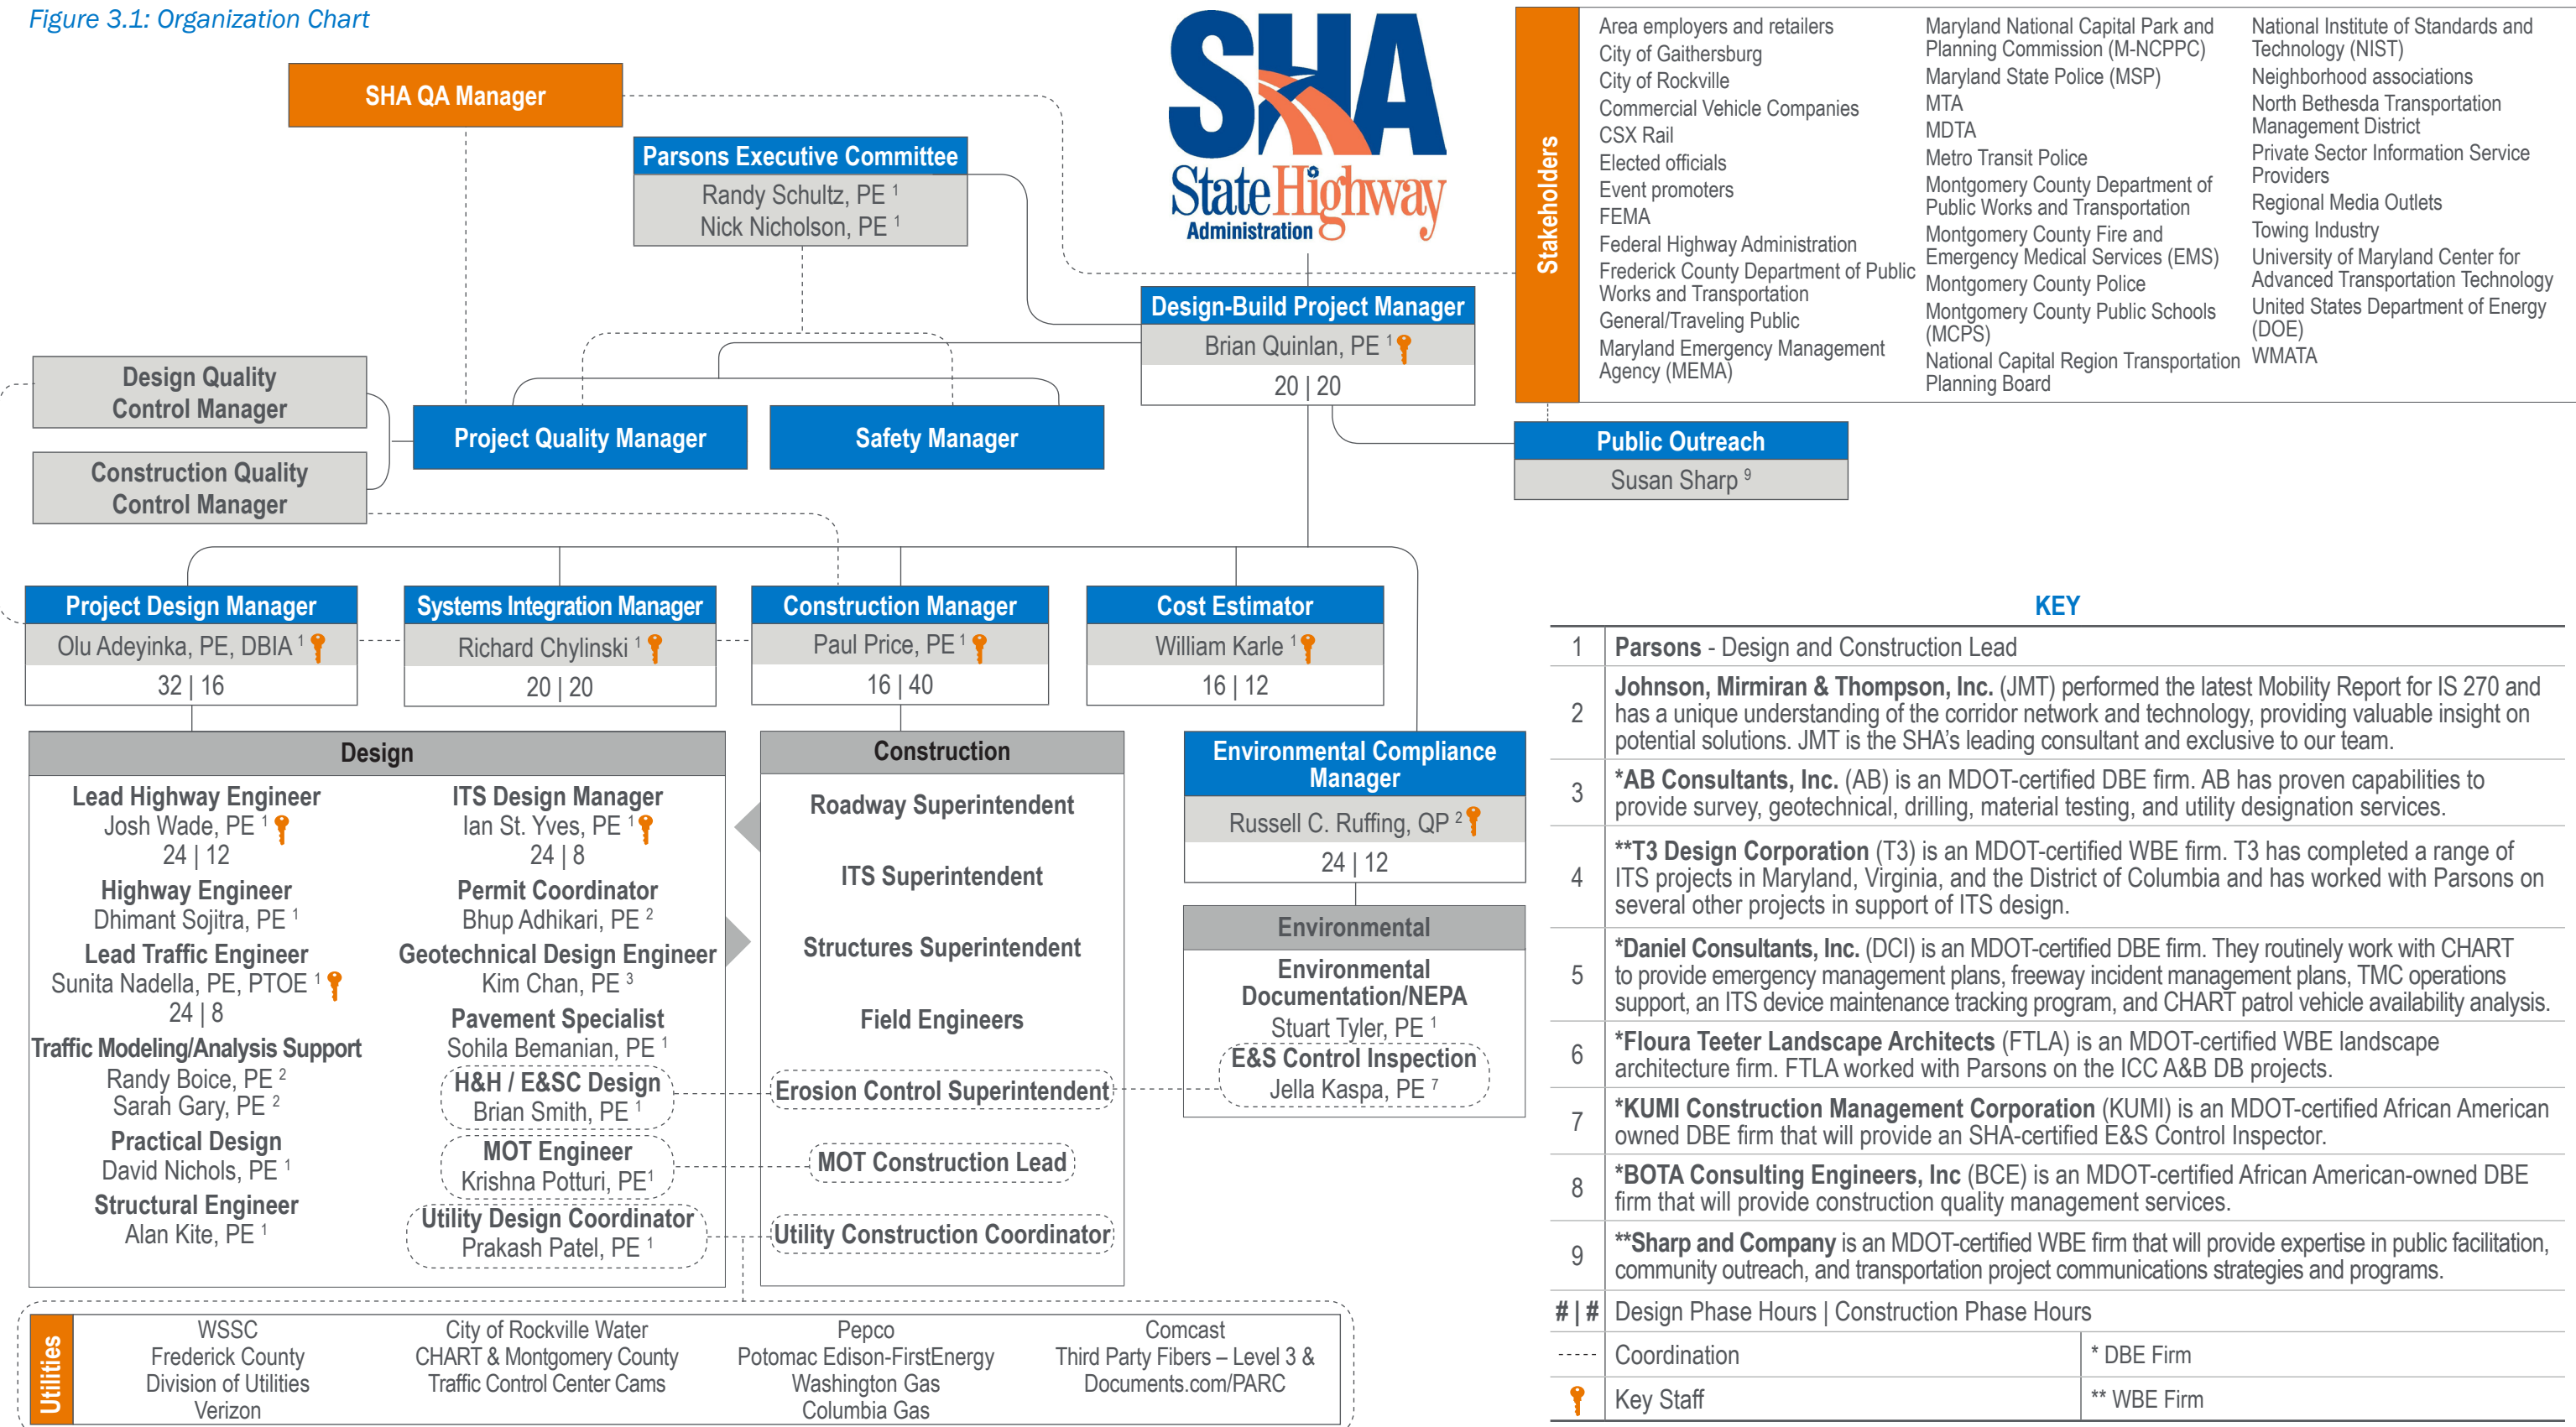 Figure 3.1: Organization Chart
SHA QA Manager
Parsons Executive Committee
Randy Schultz, PE 1
Nick Nicholson, PE 1
SHA
State Highway
Administration
Design-Build Project Manager
Brian Quinlan, PE 1
20 | 20
Stakeholders
Area employers and retailers
City of Gaithersburg
City of Rockville
Commercial Vehicle Companies
CSX Rail
Elected officials
Event promoters
FEMA
Federal Highway Administration
Frederick County Department of Public
Works and Transportation
General/Traveling Public
Maryland Emergency Management
Agency (MEMA)
Maryland National Capital Park and
Planning Commission (M-NCPPC)
Maryland State Police (MSP)
MTA
MDTA
Metro Transit Police
Montgomery County Department of
Public Works and Transportation
Montgomery County Fire and
Emergency Medical Services (EMS)
Montgomery County Police
Montgomery County Public Schools
(MCPS)
National Capital Region Transportation
Planning Board
National Institute of Standards and
Technology (NIST)
Neighborhood associations
North Bethesda Transportation
Management District
Private Sector Information Service
Providers
Regional Media Outlets
Towing Industry
University of Maryland Center for
Advanced Transportation Technology
United States Department of Energy
(DOE)
WMATA
Design Quality
Control Manager
Construction Quality
Control Manager
Project Quality Manager
Safety Manager
Public Outreach
Susan Sharp 9
Project Design Manager
Olu Adeyinka, PE, DBIA 1
32 | 16
Systems Integration Manager
Richard Chylinski 1
20 | 20
Construction Manager
Paul Price, PE 1
16 | 40
Cost Estimator
William Karle 1
16 | 12
Design
Lead Highway Engineer
Josh Wade, PE 1
24 | 12
Highway Engineer
Dhimant Sojitra, PE 1
Lead Traffic Engineer
Sunita Nadella, PE, PTOE 1
24 | 8
Traffic Modeling/Analysis Support
Randy Boice, PE 2
Sarah Gary, PE 2
Practical Design
David Nichols, PE 1
Structural Engineer
Alan Kite, PE 1
ITS Design Manager
Ian St. Yves, PE 1
24 | 8
Permit Coordinator
Bhup Adhikari, PE 2
Geotechnical Design Engineer
Kim Chan, PE 3
Pavement Specialist
Sohila Bemanian, PE 1
H&H / E&SC Design
Brian Smith, PE 1
MOT Engineer
Krishna Potturi, PE1
Utility Design Coordinator
Prakash Patel, PE 1
Construction
Roadway Superintendent
ITS Superintendent
Structures Superintendent
Field Engineers
Erosion Control Superintendent
MOT Construction Lead
Utility Construction Coordinator
Environmental Compliance
Manager
Russell C. Ruffing, QP 2
24 | 12
Environmental
Environmental
Documentation/NEPA
Stuart Tyler, PE 1
E&S Control Inspection
Jella Kaspa, PE 7
Utilities
WSSC
Frederick County
Division of Utilities
Verizon
City of Rockville Water
CHART & Montgomery County
Traffic Control Center Cams
Pepco
Potomac Edison-FirstEnergy
Washington Gas
Columbia Gas
Comcast
Third Party Fibers – Level 3 &
Documents.com/PARC
KEY
1 Parsons - Design and Construction Lead
2 Johnson, Mirmiran & Thompson, Inc. (JMT) performed the latest Mobility Report for IS 270 and
has a unique understanding of the corridor network and technology, providing valuable insight on
potential solutions. JMT is the SHA's leading consultant and exclusive to our team.
3 *AB Consultants, Inc. (AB) is an MDOT-certified DBE firm. AB has proven capabilities to
provide survey, geotechnical, drilling, material testing, and utility designation services.
4 **T3 Design Corporation (T3) is an MDOT-certified WBE firm. T3 has completed a range of
ITS projects in Maryland, Virginia, and the District of Columbia and has worked with Parsons on
several other projects in support of ITS design.
5 *Daniel Consultants, Inc. (DCI) is an MDOT-certified DBE firm. They routinely work with CHART
to provide emergency management plans, freeway incident management plans, TMC operations
support, an ITS device maintenance tracking program, and CHART patrol vehicle availability analysis.
6 *Floura Teeter Landscape Architects (FTLA) is an MDOT-certified WBE landscape
architecture firm. FTLA worked with Parsons on the ICC A&B DB projects.
7 *KUMI Construction Management Corporation (KUMI) is an MDOT-certified African American
owned DBE firm that will provide an SHA-certified E&S Control Inspector.
8 *BOTA Consulting Engineers, Inc (BCE) is an MDOT-certified African American-owned DBE
firm that will provide construction quality management services.
9 **Sharp and Company is an MDOT-certified WBE firm that will provide expertise in public facilitation,
community outreach, and transportation project communications strategies and programs.
# | # Design Phase Hours | Construction Phase Hours
Coordination
* DBE Firm
Key Staff
** WBE Firm